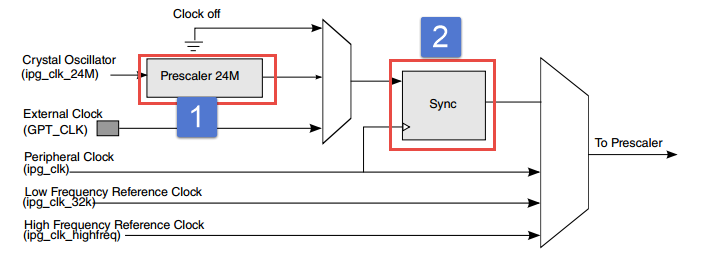 Clock off
2
Crystal Oscillator
(ipg_clk_24M)
Prescaler 24M
Sync
1
External Clock
(GPT_CLK)
To Prescaler
Peripheral Clock
(ipg_clk)
Low Frequency Reference Clock
(ipg_clk_32k)
High Frequency Reference Clock
(ipg_clk_highfreq)